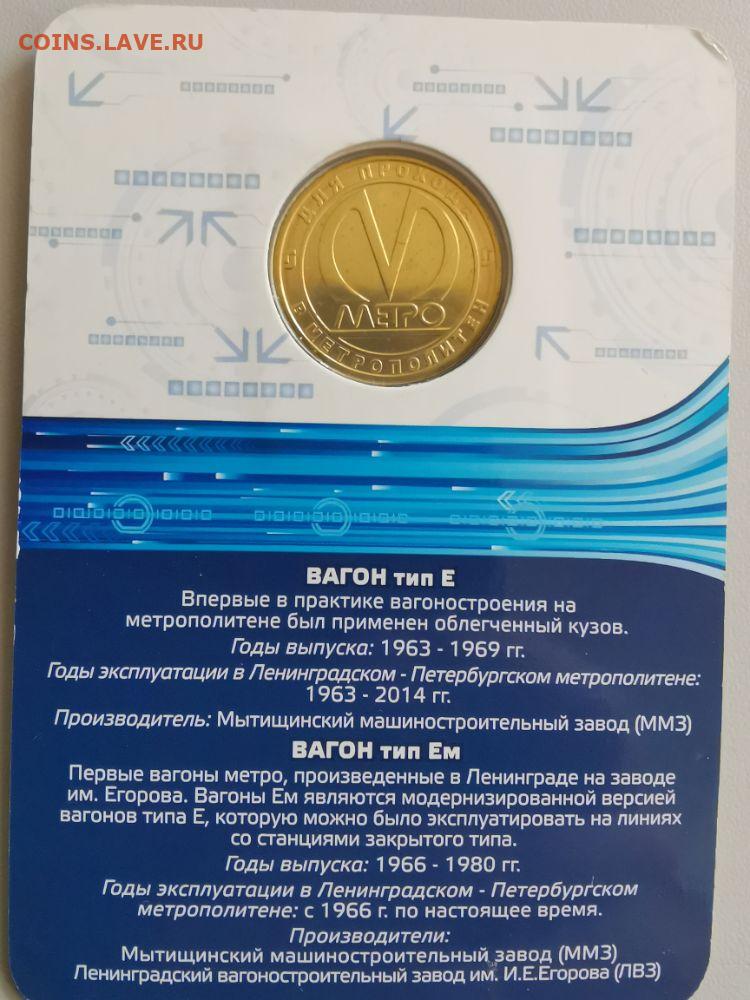 COINS.LAVE.RU
ДЛЯ ПРОХОДА
МЕТРО
В МЕТРОПОЛИТЕН
ВАГОН тип Е
Впервые в практике вагоностроения на
метрополитене был применен облегченный кузов.
Годы выпуска: 1963 - 1969 гг.
Годы эксплуатации в Ленинградском - Петербургском метрополитене:
1963 - 2014 гг.
Производитель: Мытищинский машиностроительный завод (ММЗ)
ВАГОН тип Ем
Первые вагоны метро, произведенные в Ленинграде на заводе
им. Егорова. Вагоны Ем являются модернизированной версией
вагонов типа Е, которую можно было эксплуатировать на линиях
со станциями закрытого типа.
Годы выпуска: 1966 - 1980 гг.
Годы эксплуатации в Ленинградском - Петербургском
метрополитене: с 1966 г. по настоящее время.
Производители:
Мытищинский машиностроительный завод (ММЗ)
Ленинградский вагоностроительный завод им. И.Е.Егорова (ЛВЗ)